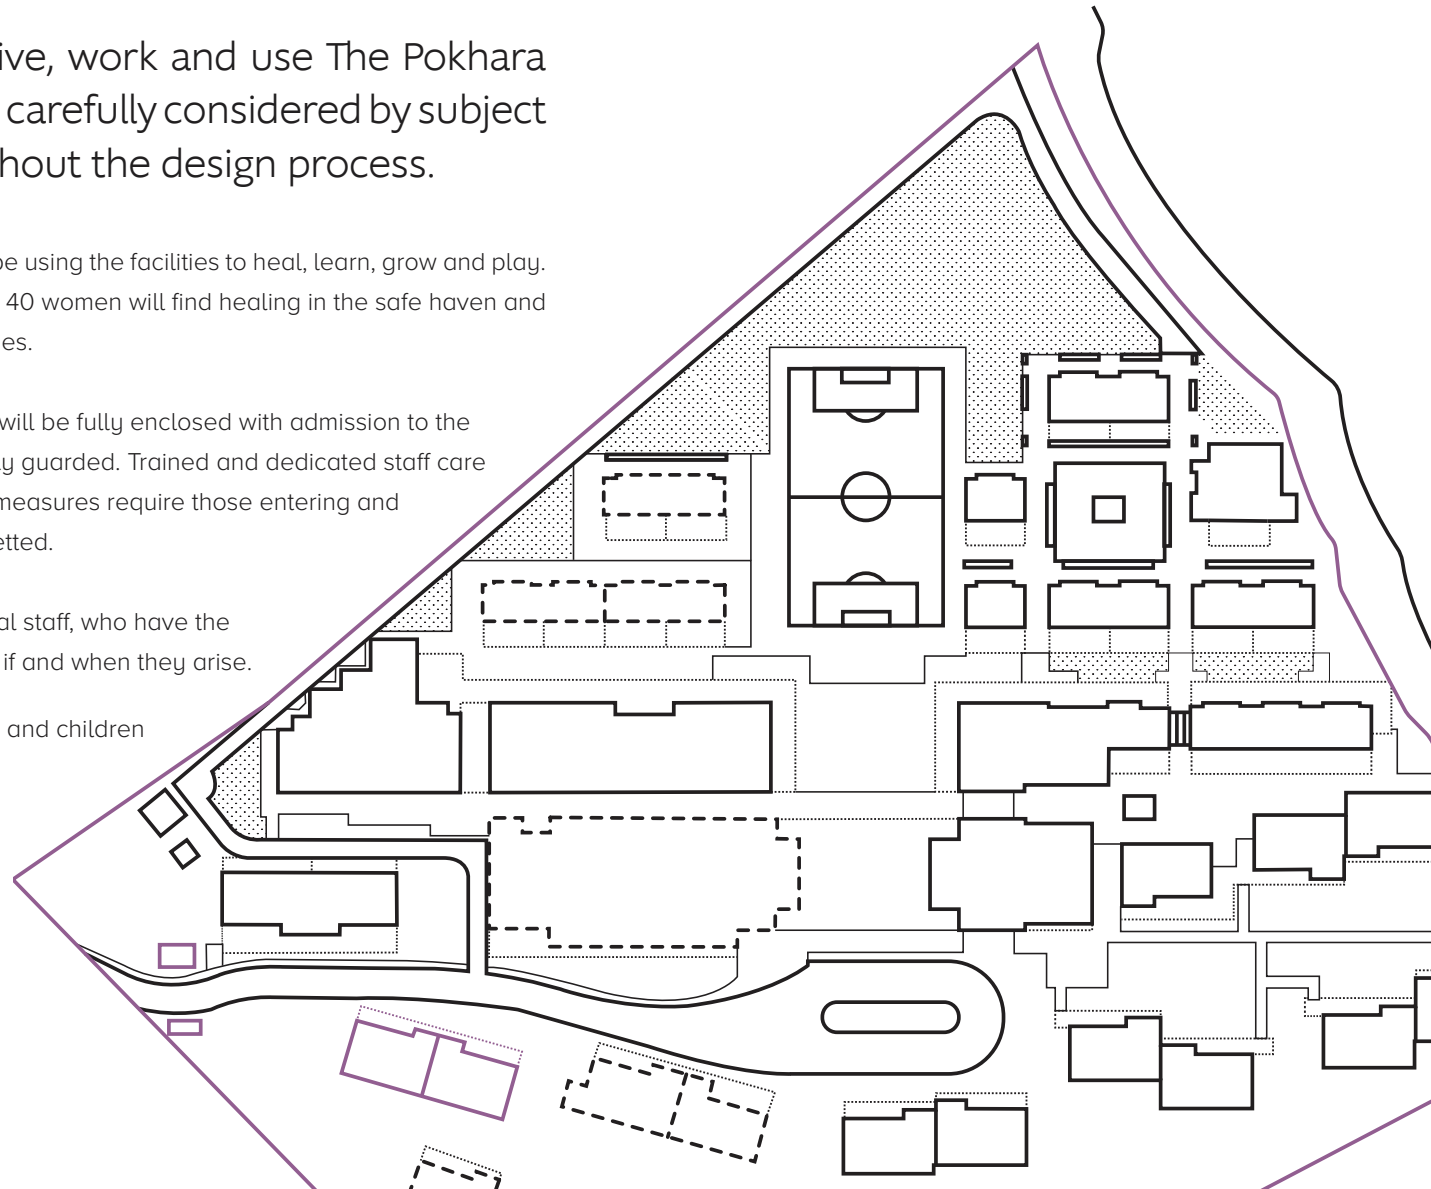 ive, work and use The Pokhara
carefully considered by subject
hout the design process.
be using the facilities to heal, learn, grow and play.
40 women will find healing in the safe haven and
es.
will be fully enclosed with admission to the
ly guarded. Trained and dedicated staff care
measures require those entering and
etted.
al staff, who have the
if and when they arise.
and children